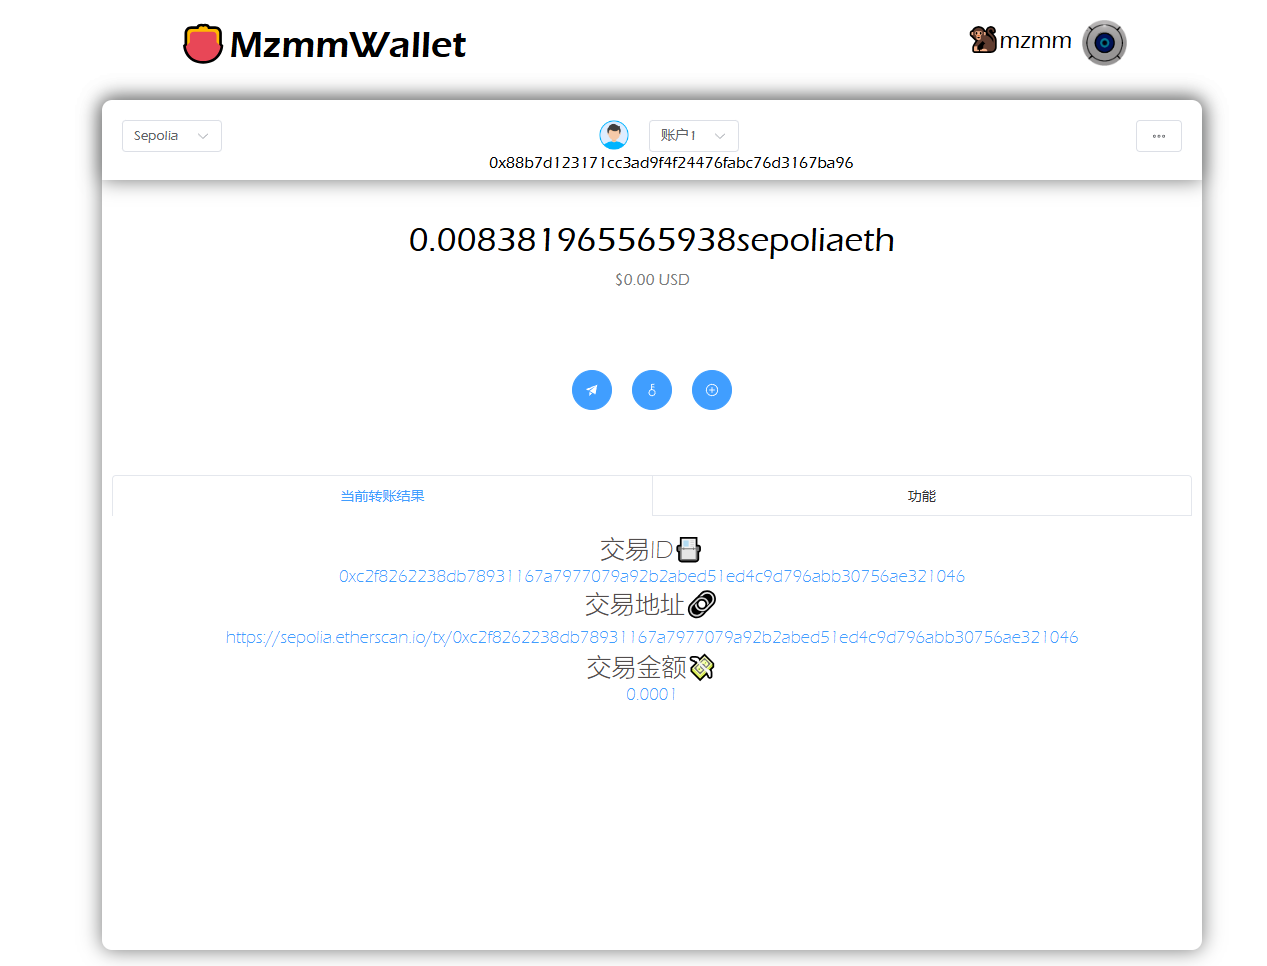 MzmmWallet
mzmm
Sepolia
账户1
0x88b7d123171cc3ad9f4f24476fabc76d3167ba96
0.008381965565938sepoliaeth
$0.00 USD
当前转账结果
功能
交易ID
0xc2f8262238db78931167a7977079a92b2abed51ed4c9d796abb30756ae321046
交易地址
https://sepolia.etherscan.io/tx/0xc2f8262238db78931167a7977079a92b2abed51ed4c9d796abb30756ae321046
交易金额
0.0001